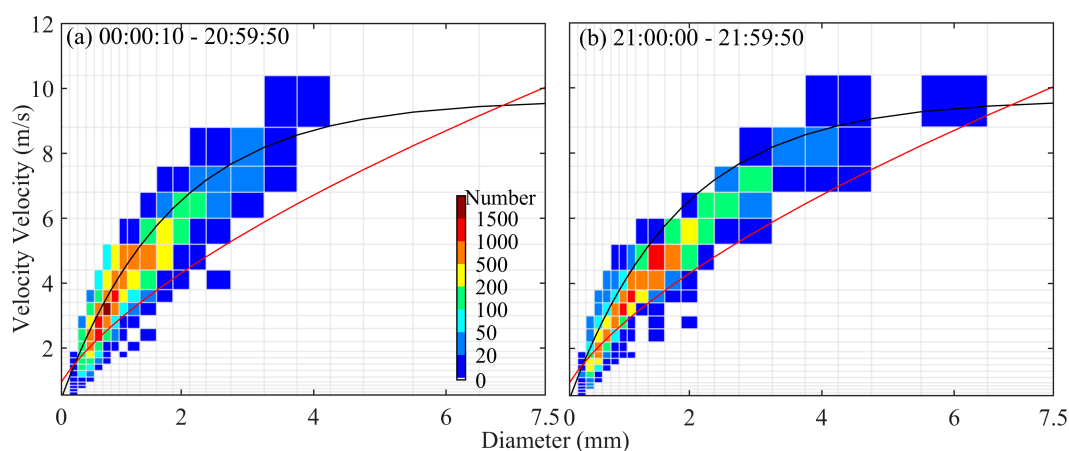 (a) 00:00:10 - 20:59:50
(b) 21:00:00 - 21:59:50
Velocity Velocity (m/s)
12
10
8
6
4
2
Number
1500
1000
500
200
100
50
20
0
0 2 4 6 7.5
0 2 4 6 7.5
Diameter (mm)